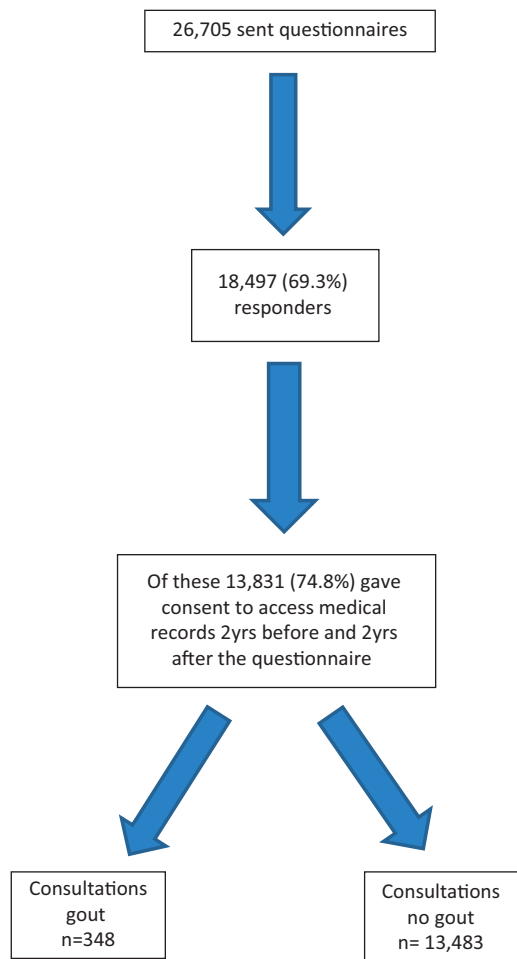 26,705 sent questionnaires
18,497 (69.3%)
responders
Of these 13,831 (74.8%) gave
consent to access medical
records 2yrs before and 2yrs
after the questionnaire
Consultations
gout
n=348
Consultations
no gout
n= 13,483